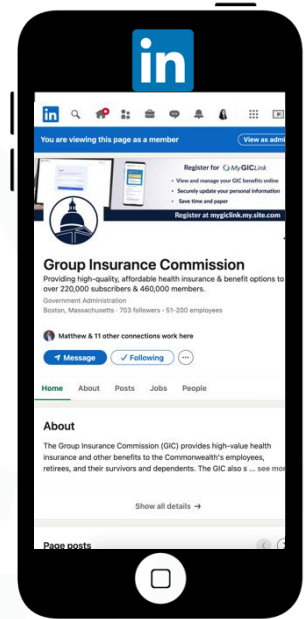 in
in
You are viewing this page as a member
View as admi
Register for MyGICLink
• View and manage your GIC benefits online
• Securely update your personal information
• Save time and paper
Register at mygiclink.my.site.com
Group Insurance Commission
Providing high-quality, affordable health insurance & benefit options to
over 220,000 subscribers & 460,000 members.
Government Administration
Boston, Massachusetts · 703 followers · 51-200 employees
Matthew & 11 other connections work here
Message
✓ Following
Home About Posts Jobs People
About
The Group Insurance Commission (GIC) provides high-value health
insurance and other benefits to the Commonwealth's employees,
retirees, and their survivors and dependents. The GIC also s ... see mor
Show all details →
Page posts